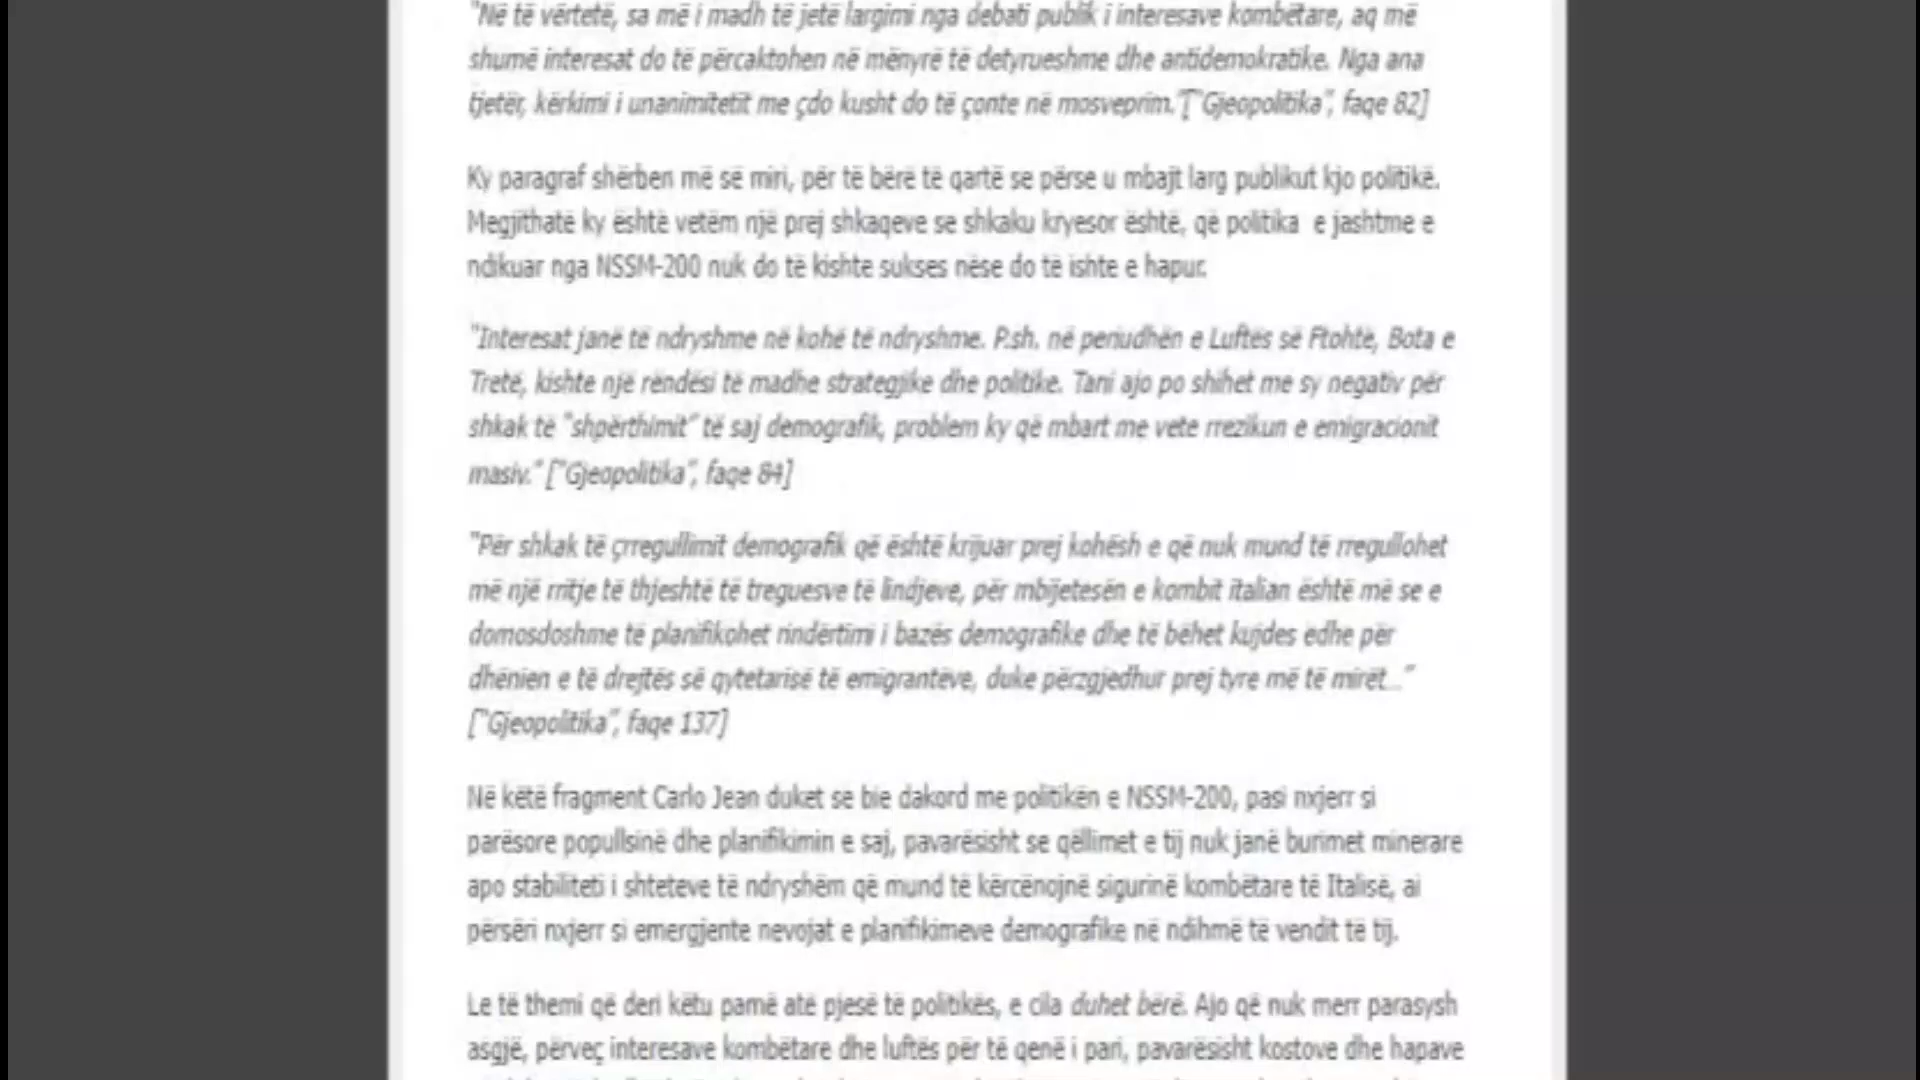 "Në të vërtetë, sa më i madh të jetë largimi nga debati publik i interesave kombëtare, aq më
shumë interesat do të përcaktohen në mënyrë të detyrueshme dhe antidemokratike. Nga ana
tjetër, kërkimi i unanimitetit me çdo kusht do të çonte në mosveprim."["Gjeopolitika", faqe 82]
Ky paragraf shërben më së miri, për të bërë të qartë se përse u mbajt larg publikut kjo politikë.
Megjithatë ky është vetëm një prej shkaqeve se shkaku kryesor është, që politika e jashtme e
ndikuar nga NSSM-200 nuk do të kishte sukses nëse do të ishte e hapur.
"Interesat janë të ndryshme në kohë të ndryshme. P.sh. në periudhën e Luftës së Ftohtë, Bota e
Tretë, kishte një rëndësi të madhe strategjike dhe politike. Tani ajo po shihet me sy negativ për
shkak të "shpërthimit" të saj demografik, problem ky që mbart me vete rrezikun e emigracionit
masiv." ["Gjeopolitika", faqe 84]
"Për shkak të çrregullimit demografik që është krijuar prej kohësh e që nuk mund të rregullohet
më një rritje të thjeshtë të treguesve të lindjeve, për mbijetesën e kombit italian është më se e
domosdoshme të planifikohet rindërtimi i bazës demografike dhe të bëhet kujdes edhe për
dhënien e të drejtës së qytetarisë të emigrantëve, duke përzgjedhur prej tyre më të mirët..."
["Gjeopolitika", faqe 137]
Në këtë fragment Carlo Jean duket se bie dakord me politikën e NSSM-200, pasi nxjerr si
parësore popullsinë dhe planifikimin e saj, pavarësisht se qëllimet e tij nuk janë burimet minerare
apo stabiliteti i shteteve të ndryshëm që mund të kërcënojnë sigurinë kombëtare të Italisë, ai
përsëri nxjerr si emergjente nevojat e planifikimeve demografike në ndihmë të vendit të tij.
Le të themi që deri këtu pamë atë pjesë të politikës, e cila duhet bërë. Ajo që nuk merr parasysh
asgjë, përveç interesave kombëtare dhe luftës për të qenë i pari, pavarësisht kostove dhe hapave